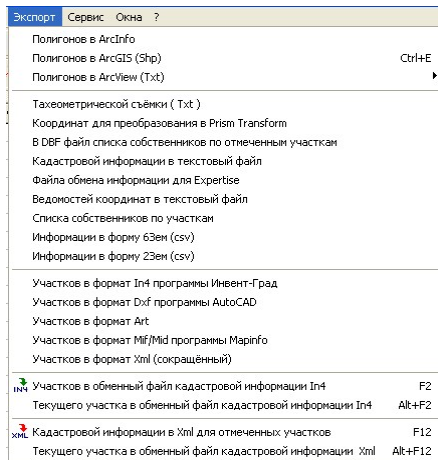 Экспорт Сервис Окна ?
Полигонов в ArcInfo
Полигонов в ArcGIS (Shp) Ctrl+E
Полигонов в ArcView (Txt)
Тахеометрической съёмки ( Txt )
Координат для преобразования в Prism Transform
В DBF файл списка собственников по отмеченным участкам
Кадастровой информации в текстовый файл
Файла обмена информации для Expertise
Ведомостей координат в текстовый файл
Списка собственников по участкам
Информации в форму 6зем (csv)
Информации в форму 2зем (csv)
Участков в формат In4 программы Инвент-Град
Участков в формат Dxf программы AutoCAD
Участков в формат Art
Участков в формат Mif/Mid программы Mapinfo
Участков в формат Xml (сокращённый)
IN4 Участков в обменный файл кадастровой информации In4 F2
Текущего участка в обменный файл кадастровой информации In4 Alt+F2
XML Кадастровой информации в Xml для отмеченных участков F12
Текущего участка в обменный файл кадастровой информации Xml Alt+F12